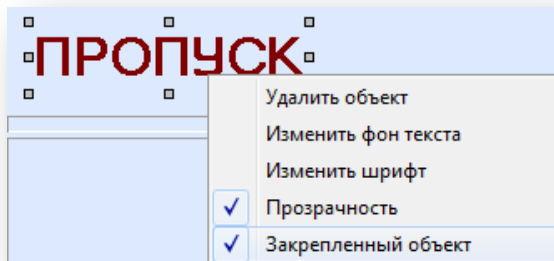 ПРОПУСК
Удалить объект
Изменить фон текста
Изменить шрифт
Прозрачность
Закрепленный объект